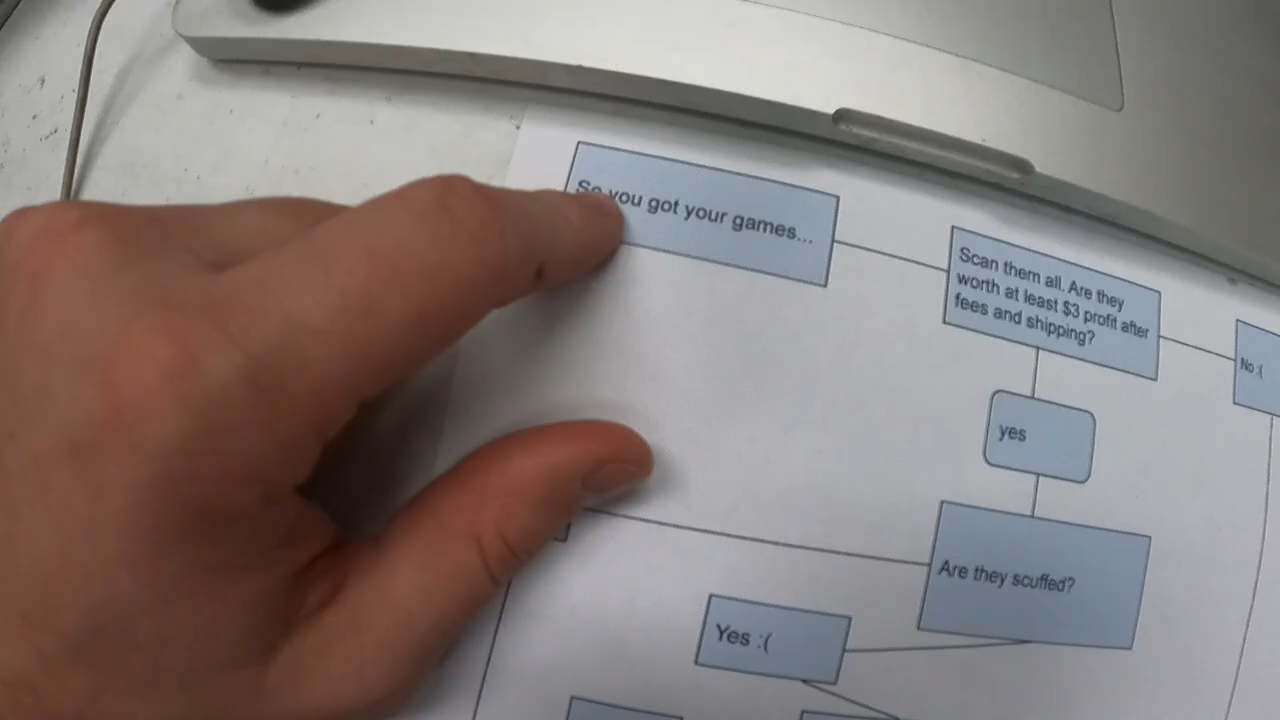 So you got your games...
Scan them all. Are they
worth at least $3 profit after
fees and shipping?
No :(
yes
Are they scuffed?
Yes :(